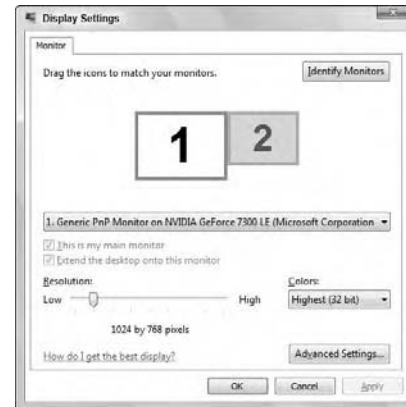 Display Settings
Monitor
Drag the icons to match your monitors.
Identify Monitors
1 2
1. Generic PnP Monitor on NVIDIA GeForce 7300 LE (Microsoft Corporation
This is my main monitor
Extend the desktop onto this monitor
Resolution: Colors:
Low High Highest (32 bit)
1024 by 768 pixels
How do I get the best display? Advanced Settings...
OK Cancel Apply